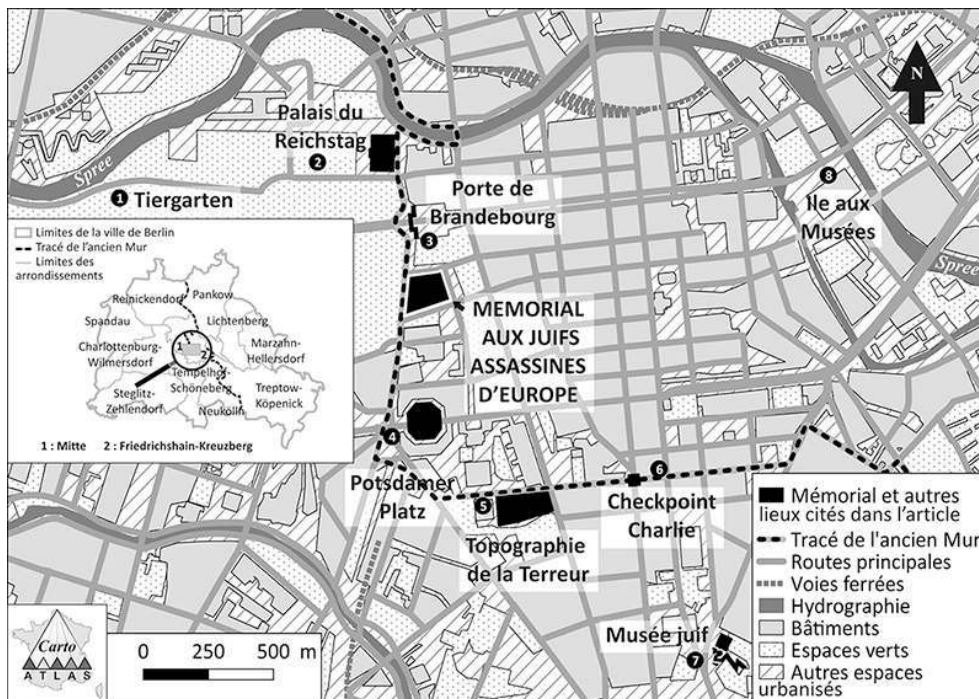 Palais du
Reichstag
2
Spree
1 Tiergarten
Porte de
Brandebourg
3
8
Ile aux
Musées
Spree
N
Limites de la ville de Berlin
Tracé de l'ancien Mur
Limites des
arrondissements
Reinickendorf
Pankow
Spandau
Lichtenberg
Charlottenburg-
Wilmersdorf
1
2
Marzahn-
Hellersdorf
Tempelhof-
Schöneberg
Steglitz-
Zehlendorf
Treptow-
Köpenick
Neukölln
1 : Mitte 2 : Friedrichshain-Kreuzberg
MEMORIAL
AUX JUIFS
ASSASSINES
D'EUROPE
4
Potsdamer
Platz
5
6
Checkpoint
Charlie
Topographie
de la Terreur
Musée juif
7
Mémorial et autres
lieux cités dans l'article
Tracé de l'ancien Mur
Routes principales
Voies ferrées
Hydrographie
Bâtiments
Espaces verts
Autres espaces
urbanisés
Carto
ATLAS
0 250 500 m